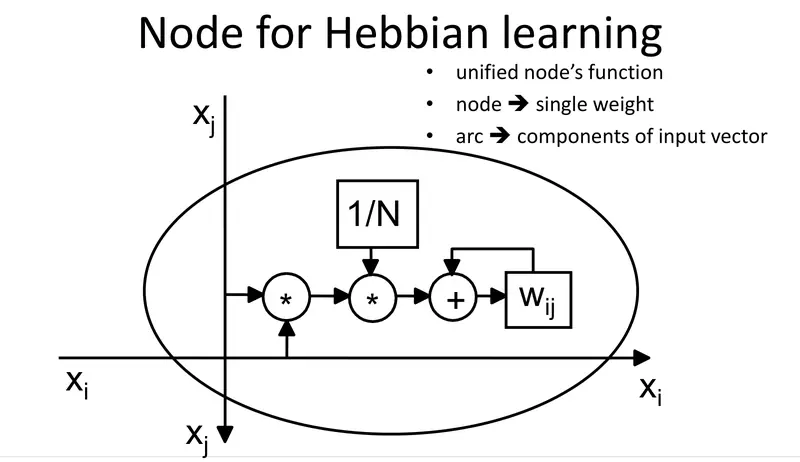 Node for Hebbian learning
• unified node's function
• node ➔ single weight
• arc ➔ components of input vector
xj
1/N
*
*
+
wij
xi
xi
xj